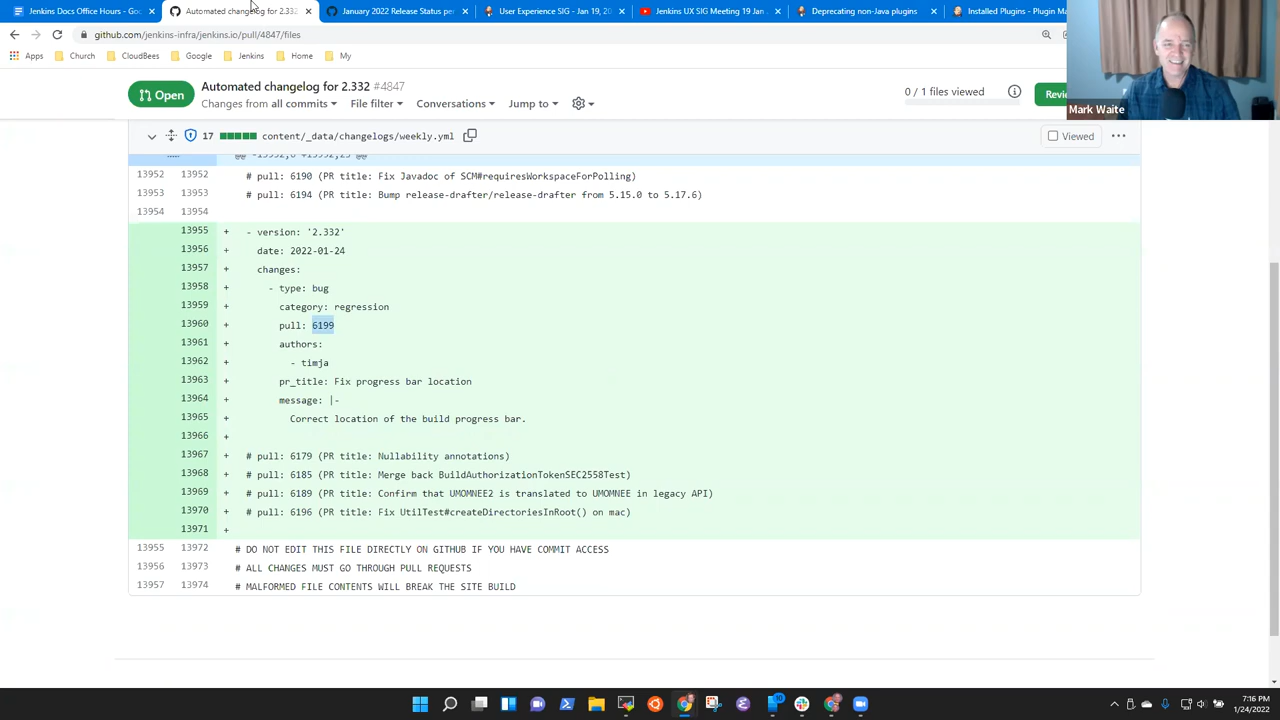 Jenkins Docs Office Hours - Goo
Automated changelog for 2.332
January 2022 Release Status per
User Experience SIG - Jan 19, 20
Jenkins UX SIG Meeting 19 Jan
Deprecating non-Java plugins
Installed Plugins - Plugin Ma
github.com/jenkins-infra/jenkins.io/pull/4847/files
Apps Church CloudBees Google Jenkins Home My
Open
Automated changelog for 2.332 #4847
Changes from all commits File filter Conversations Jump to
0 / 1 files viewed
Mark Waite
17 content/_data/changelogs/weekly.yml
Viewed
13952 13952 # pull: 6190 (PR title: Fix Javadoc of SCM#requiresWorkspaceForPolling)
13953 13953 # pull: 6194 (PR title: Bump release-drafter/release-drafter from 5.15.0 to 5.17.6)
13954 13954
13955 + - version: '2.332'
13956 + date: 2022-01-24
13957 + changes:
13958 + - type: bug
13959 + category: regression
13960 + pull: 6199
13961 + authors:
13962 + - timja
13963 + pr_title: Fix progress bar location
13964 + message: |-
13965 + Correct location of the build progress bar.
13966 +
13967 + # pull: 6179 (PR title: Nullability annotations)
13968 + # pull: 6185 (PR title: Merge back BuildAuthorizationTokenSEC2558Test)
13969 + # pull: 6189 (PR title: Confirm that UMOMNEE2 is translated to UMOMNEE in legacy API)
13970 + # pull: 6196 (PR title: Fix UtilTest#createDirectoriesInRoot() on mac)
13971 +
13955 13972 # DO NOT EDIT THIS FILE DIRECTLY ON GITHUB IF YOU HAVE COMMIT ACCESS
13956 13973 # ALL CHANGES MUST GO THROUGH PULL REQUESTS
13957 13974 # MALFORMED FILE CONTENTS WILL BREAK THE SITE BUILD
7:16 PM
1/24/2022